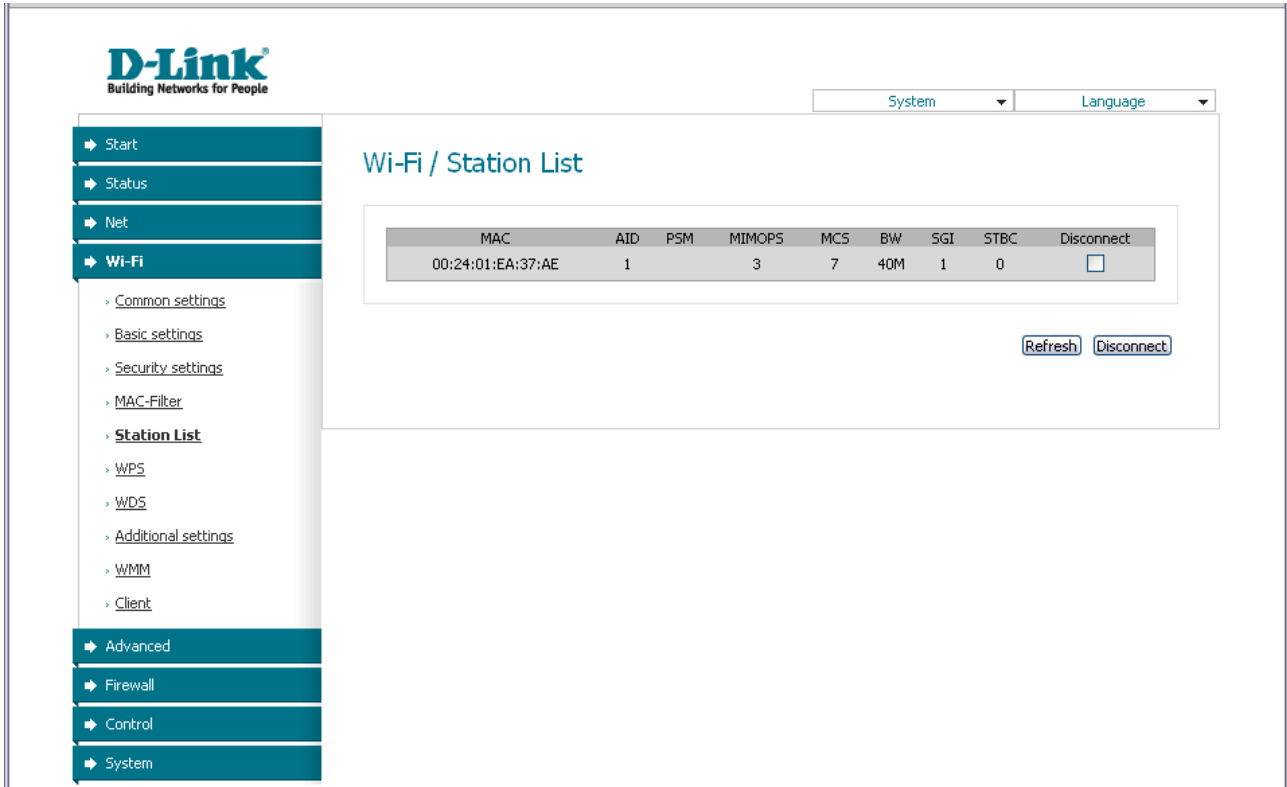 D-Link
Building Networks for People
System Language
Start
Status
Net
Wi-Fi
Common settings
Basic settings
Security settings
MAC-Filter
Station List
WPS
WDS
Additional settings
WMM
Client
Advanced
Firewall
Control
System
Wi-Fi / Station List
MAC AID PSM MIMOPS MCS BW SGI STBC Disconnect
00:24:01:EA:37:AE 1 3 7 40M 1 0
Refresh Disconnect